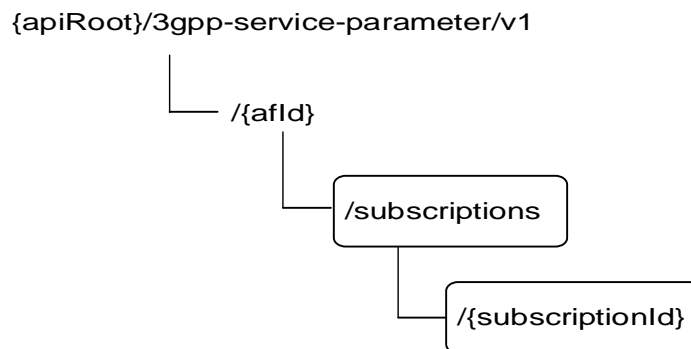 {apiRoot}/3gpp-service-parameter/v1
/{afId}
/subscriptions
/{subscriptionId}